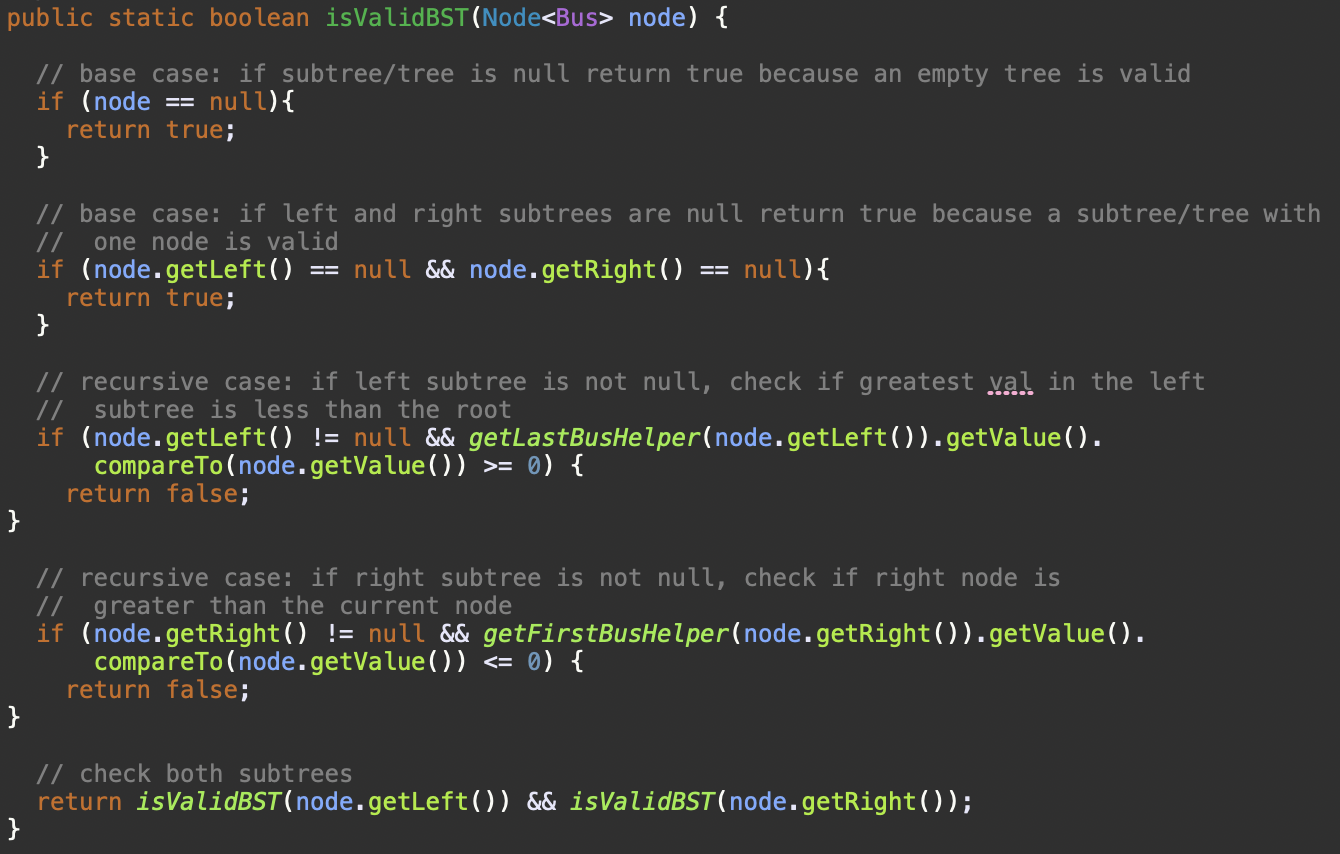 public static boolean isValidBST(Node<Bus> node) {

  // base case: if subtree/tree is null return true because an empty tree is valid
  if (node == null){
    return true;
  }

  // base case: if left and right subtrees are null return true because a subtree/tree with
  //  one node is valid
  if (node.getLeft() == null && node.getRight() == null){
    return true;
  }

  // recursive case: if left subtree is not null, check if greatest val in the left
  //  subtree is less than the root
  if (node.getLeft() != null && getLastBusHelper(node.getLeft()).getValue().
      compareTo(node.getValue()) >= 0) {
    return false;
}

  // recursive case: if right subtree is not null, check if right node is
  //  greater than the current node
  if (node.getRight() != null && getFirstBusHelper(node.getRight()).getValue().
      compareTo(node.getValue()) <= 0) {
    return false;
}

  // check both subtrees
  return isValidBST(node.getLeft()) && isValidBST(node.getRight());
}